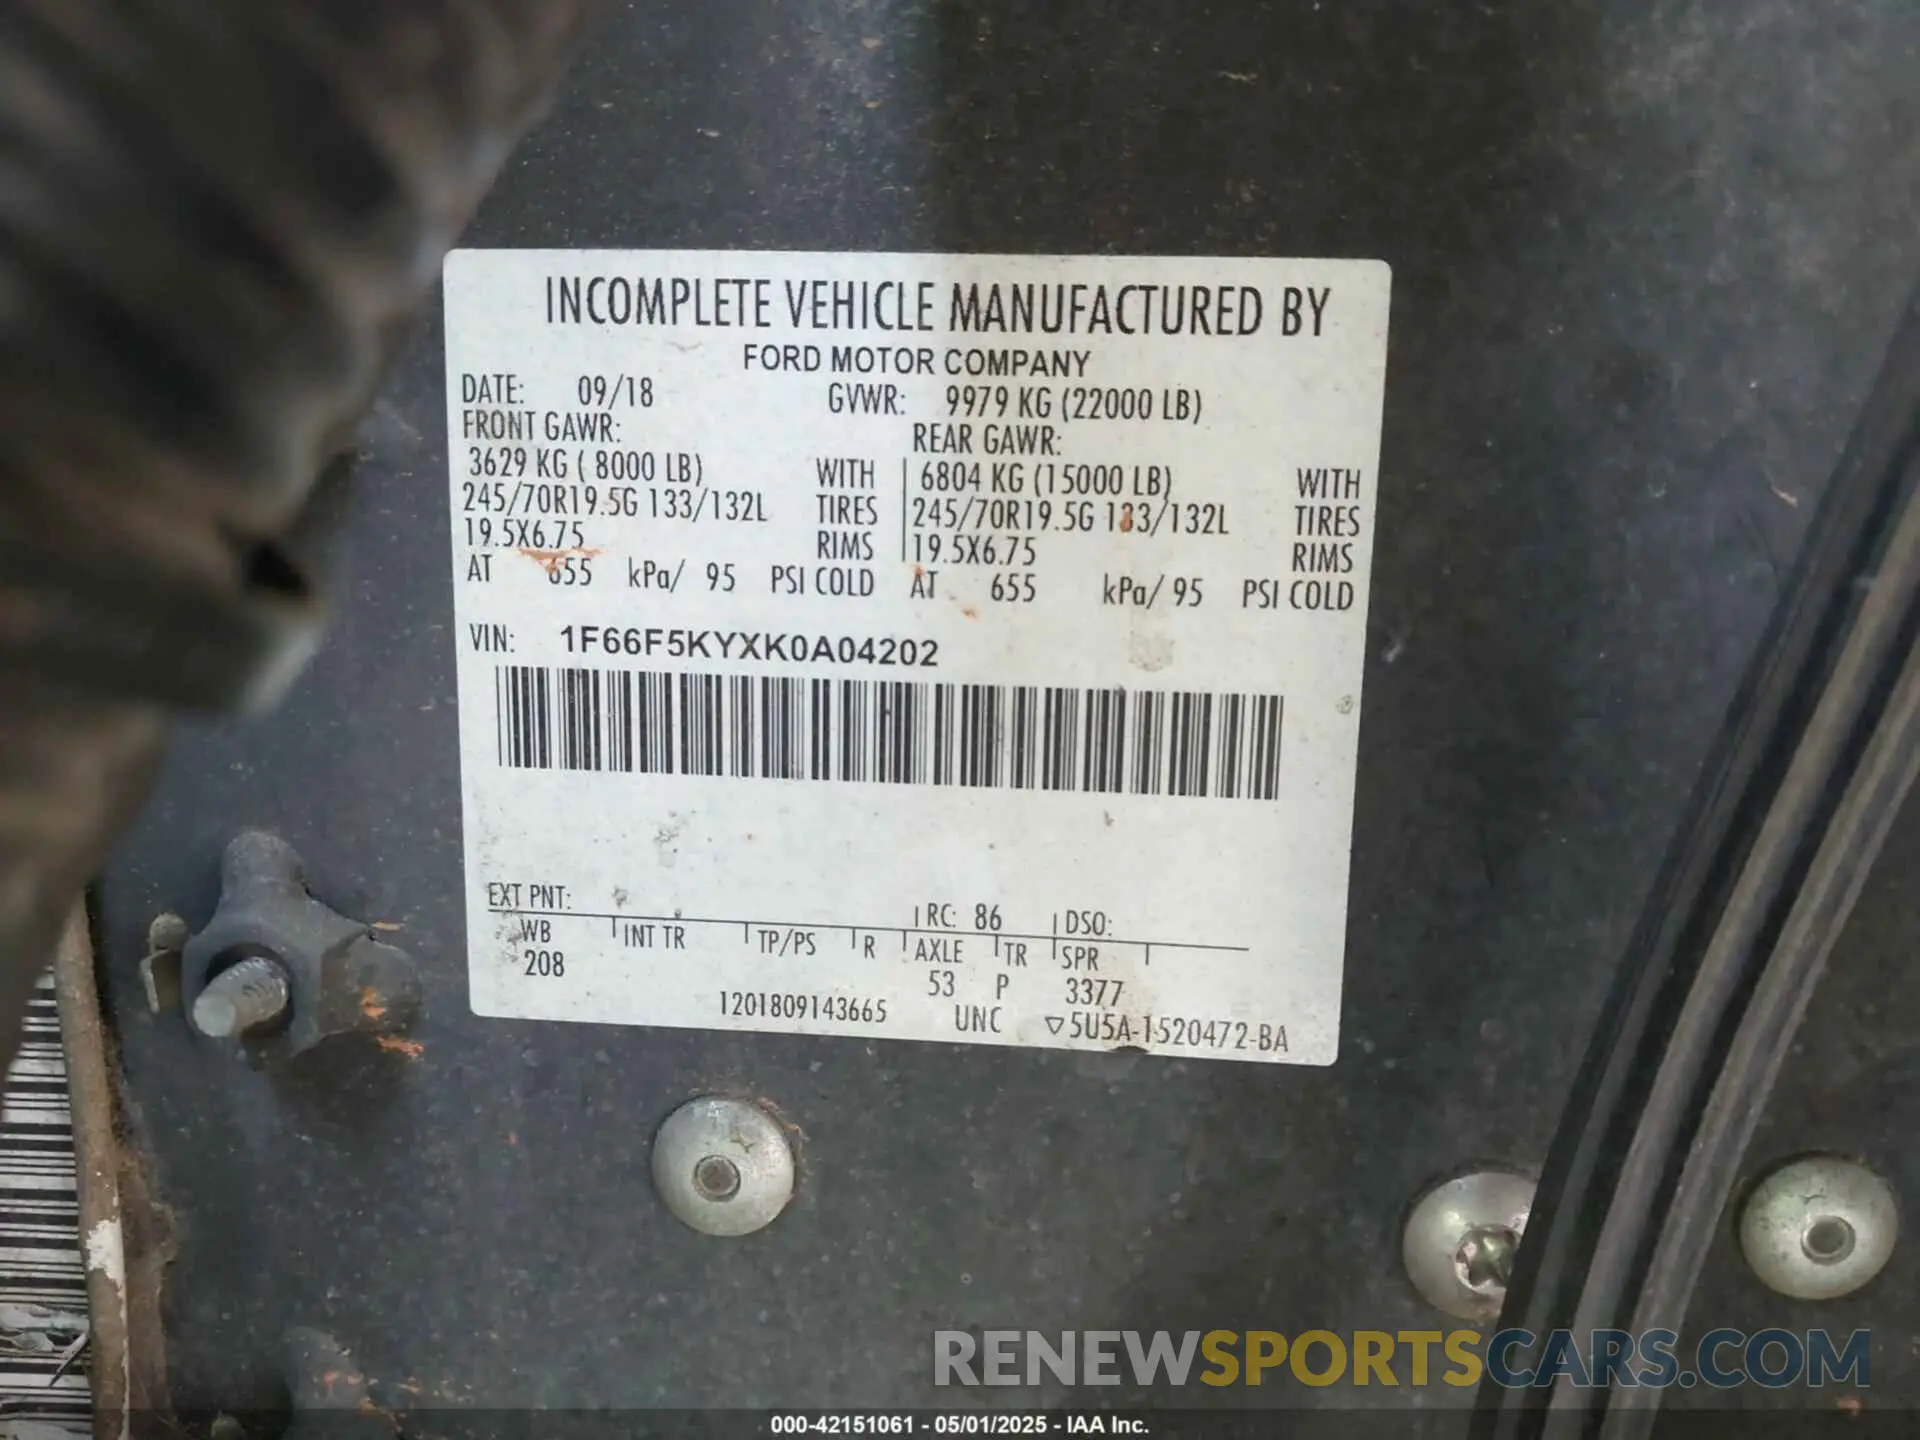 INCOMPLETE VEHICLE MANUFACTURED BY
FORD MOTOR COMPANY
DATE: 09/18 GVWR: 9979 KG (22000 LB)
FRONT GAWR: REAR GAWR:
3629 KG ( 8000 LB) WITH 6804 KG (15000 LB) WITH
245/70R19.5G 133/132L TIRES 245/70R19.5G 133/132L TIRES
19.5X6.75 RIMS 19.5X6.75 RIMS
AT 655 kPa/ 95 PSI COLD AT 655 kPa/ 95 PSI COLD
VIN: 1F66F5KYXK0A04202
EXT PNT: RC: 86 DSO:
WB INT TR TP/PS R AXLE TR SPR
208 53 P 3377
1201809143665 UNC ▽5U5A-1520472-BA
RENEWSPORTSCARS.COM
000-42151061 - 05/01/2025 - IAA Inc.